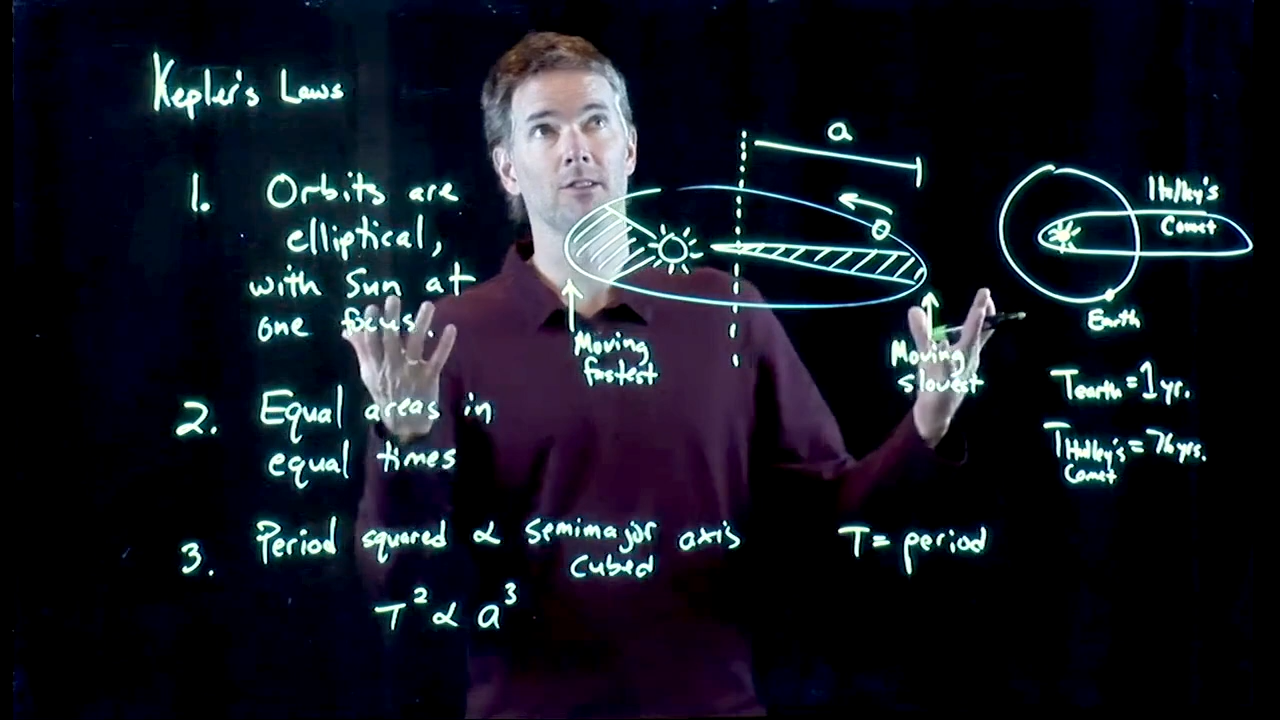 Kepler's Laws
1. Orbits are
elliptical,
with Sun at
one focus.
2. Equal areas in
equal times
3. Period squared ∝ semimajor axis
cubed
T² ∝ a³
a
Moving
fastest
Moving
slowest
T = period
Halley's
Comet
Earth
Tearth = 1 yr.
THalley's = 76 yrs.
Comet